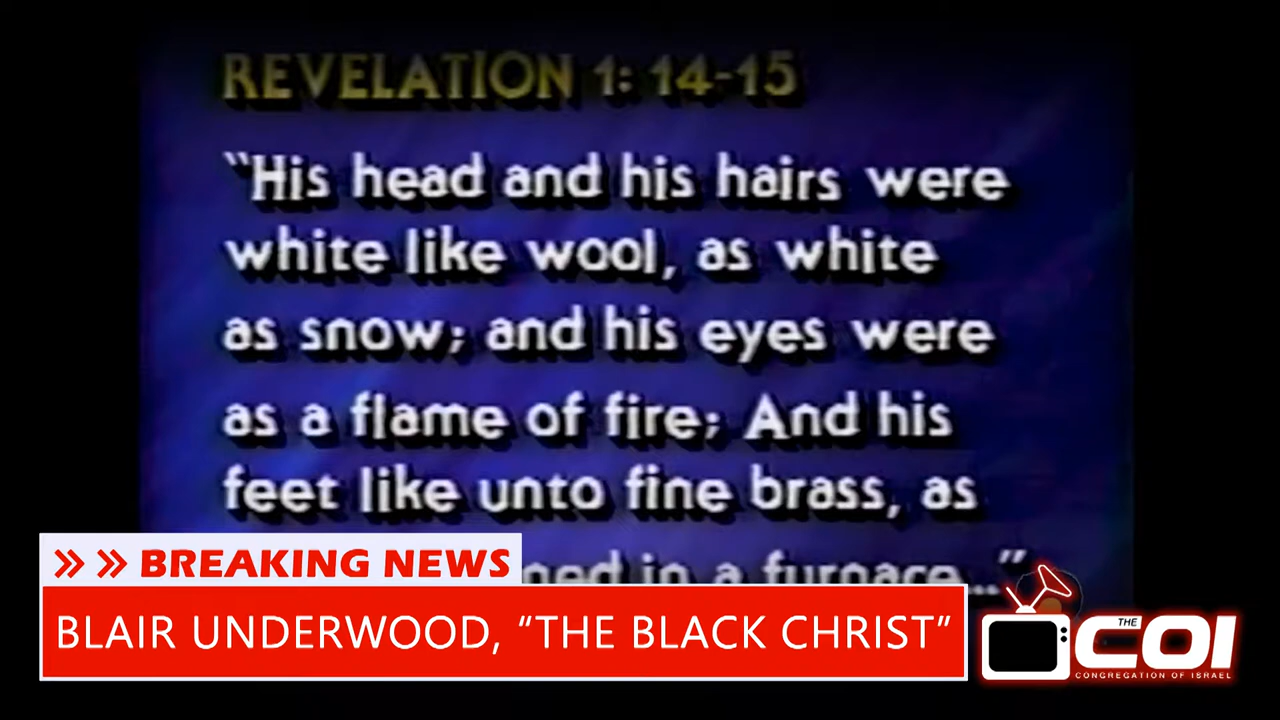 REVELATION 1: 14-15
“His head and his hairs were
white like wool, as white
as snow; and his eyes were
as a flame of fire; And his
feet like unto fine brass, as
in a furnace...”
>> >> BREAKING NEWS
BLAIR UNDERWOOD, “THE BLACK CHRIST”
THE
COI
CONGREGATION OF ISRAEL